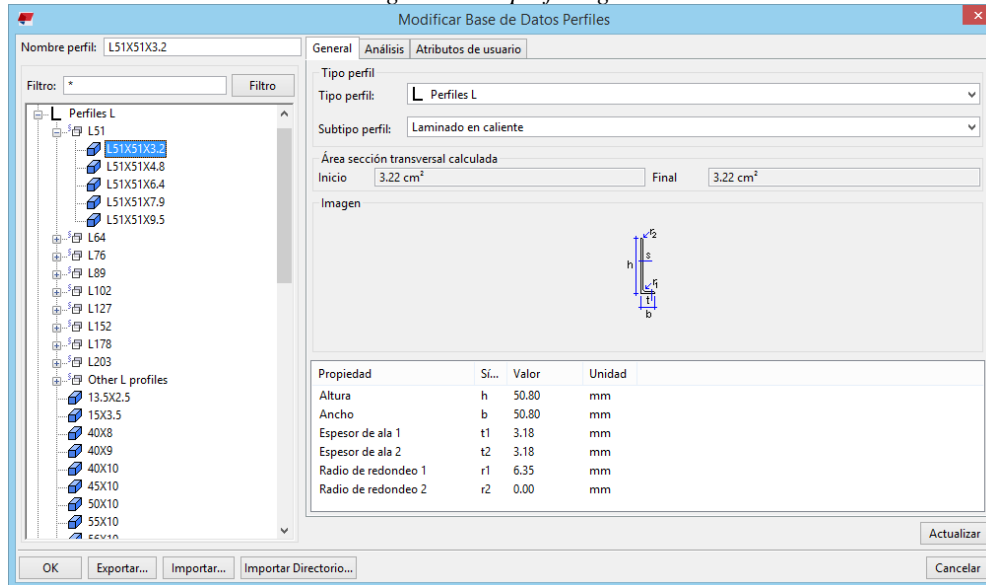 Modificar Base de Datos Perfiles
Nombre perfil: L51X51X3.2
Filtro: * Filtro
Perfiles L
L51
L51X51X3.2
L51X51X4.8
L51X51X6.4
L51X51X7.9
L51X51X9.5
L64
L76
L89
L102
L127
L152
L178
L203
Other L profiles
13.5X2.5
15X3.5
40X8
40X9
40X10
45X10
50X10
55X10
General Análisis Atributos de usuario
Tipo perfil
Tipo perfil: Perfiles L
Subtipo perfil: Laminado en caliente
Área sección transversal calculada
Inicio 3.22 cm² Final 3.22 cm²
Imagen
r2
s
h
r1
t
b
Propiedad Sí... Valor Unidad
Altura h 50.80 mm
Ancho b 50.80 mm
Espesor de ala 1 t1 3.18 mm
Espesor de ala 2 t2 3.18 mm
Radio de redondeo 1 r1 6.35 mm
Radio de redondeo 2 r2 0.00 mm
Actualizar
OK Exportar... Importar... Importar Directorio... Cancelar